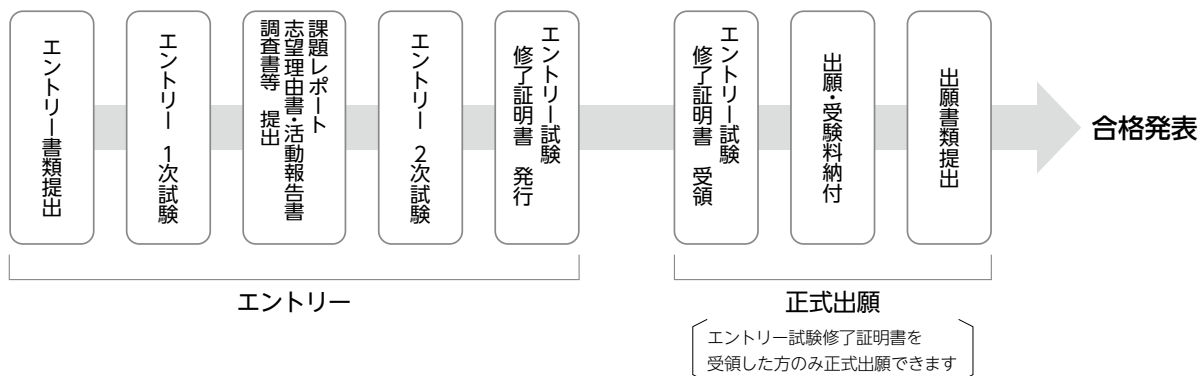 エントリー書類提出
エントリー 1次試験
課題レポート
志望理由書・活動報告書
調査書等 提出
エントリー 2次試験
エントリー試験
修了証明書 発行
エントリー試験
修了証明書 受領
出願・受験料納付
出願書類提出
合格発表
エントリー
正式出願
エントリー試験修了証明書を
受領した方のみ正式出願できます